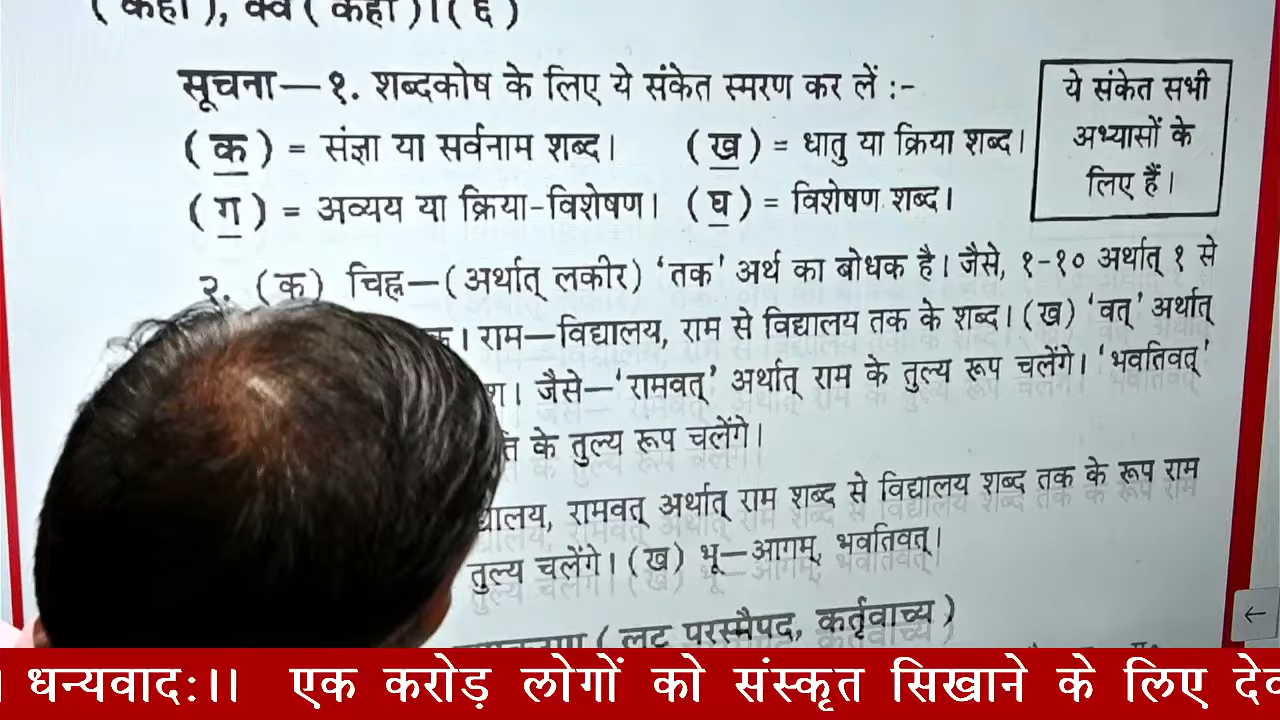 ( कहाँ ), क्व ( कहाँ )। ( ६ )
सूचना—१. शब्दकोष के लिए ये संकेत स्मरण कर लें :-
( क ) = संज्ञा या सर्वनाम शब्द। ( ख ) = धातु या क्रिया शब्द।
( ग ) = अव्यय या क्रिया-विशेषण। ( घ ) = विशेषण शब्द।
ये संकेत सभी
अभ्यासों के
लिए हैं।
२. (क) चिह्न—( अर्थात् लकीर) ‘तक’ अर्थ का बोधक है। जैसे, १-१० अर्थात् १ से
। राम—विद्यालय, राम से विद्यालय तक के शब्द। (ख) ‘वत्’ अर्थात्
। जैसे—‘रामवत्’ अर्थात् राम के तुल्य रूप चलेंगे। ‘भवतिवत्’
के तुल्य रूप चलेंगे।
रामवत् अर्थात् राम शब्द से विद्यालय शब्द तक के रूप राम
तुल्य चलेंगे। (ख) भू—आगम्, भवतिवत्।
( लट् परस्मैपद, कर्तृवाच्य )
धन्यवादः।। एक करोड़ लोगों को संस्कृत सिखाने के लिए